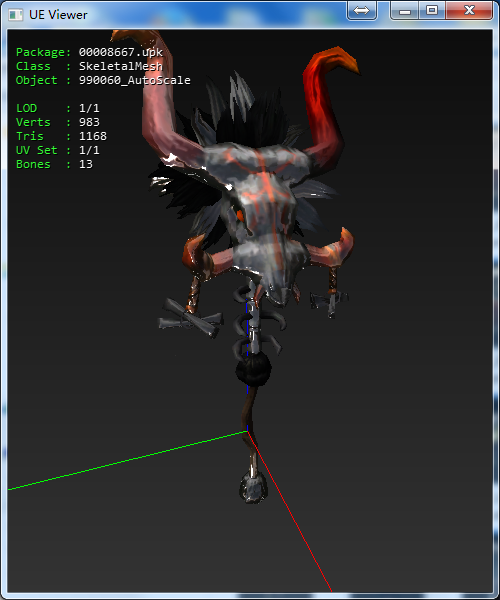 UE Viewer
Package: 00008667.upk
Class : SkeletalMesh
Object : 990060_AutoScale
LOD : 1/1
Verts : 983
Tris : 1168
UV Set : 1/1
Bones : 13